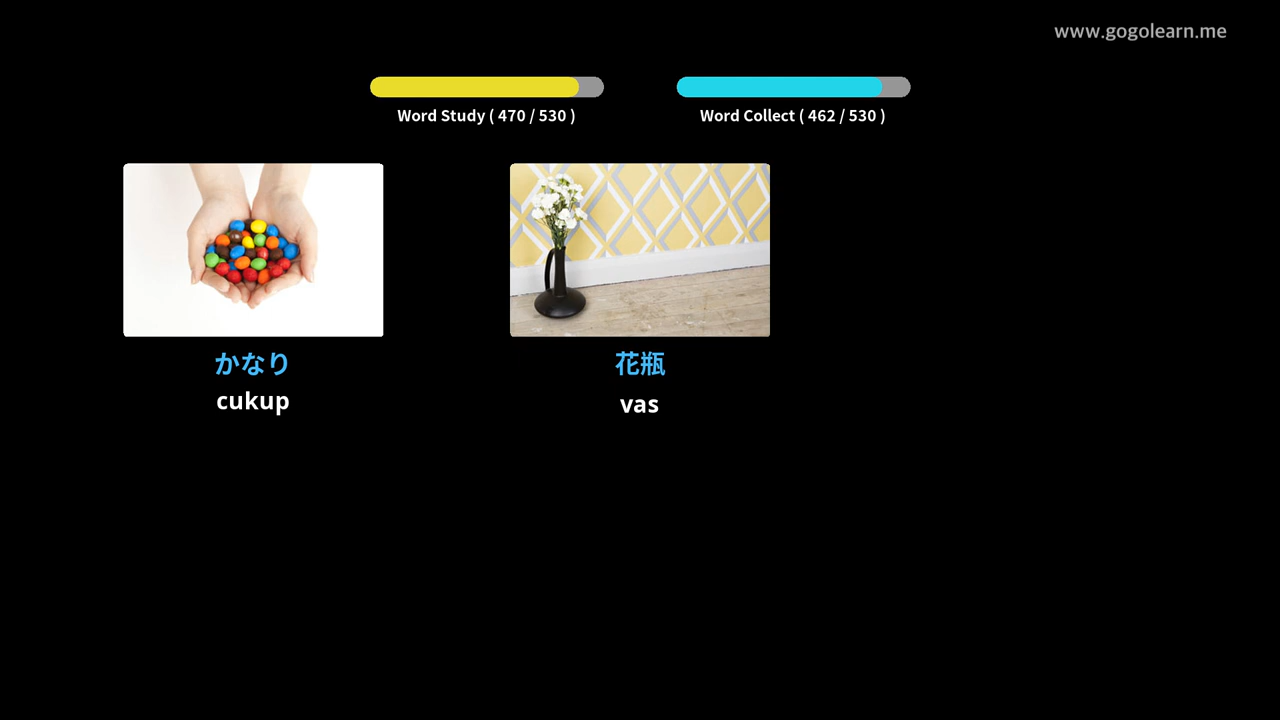 www.gogolearn.me
Word Study ( 470 / 530 )
Word Collect ( 462 / 530 )
かなり
cukup
花瓶
vas